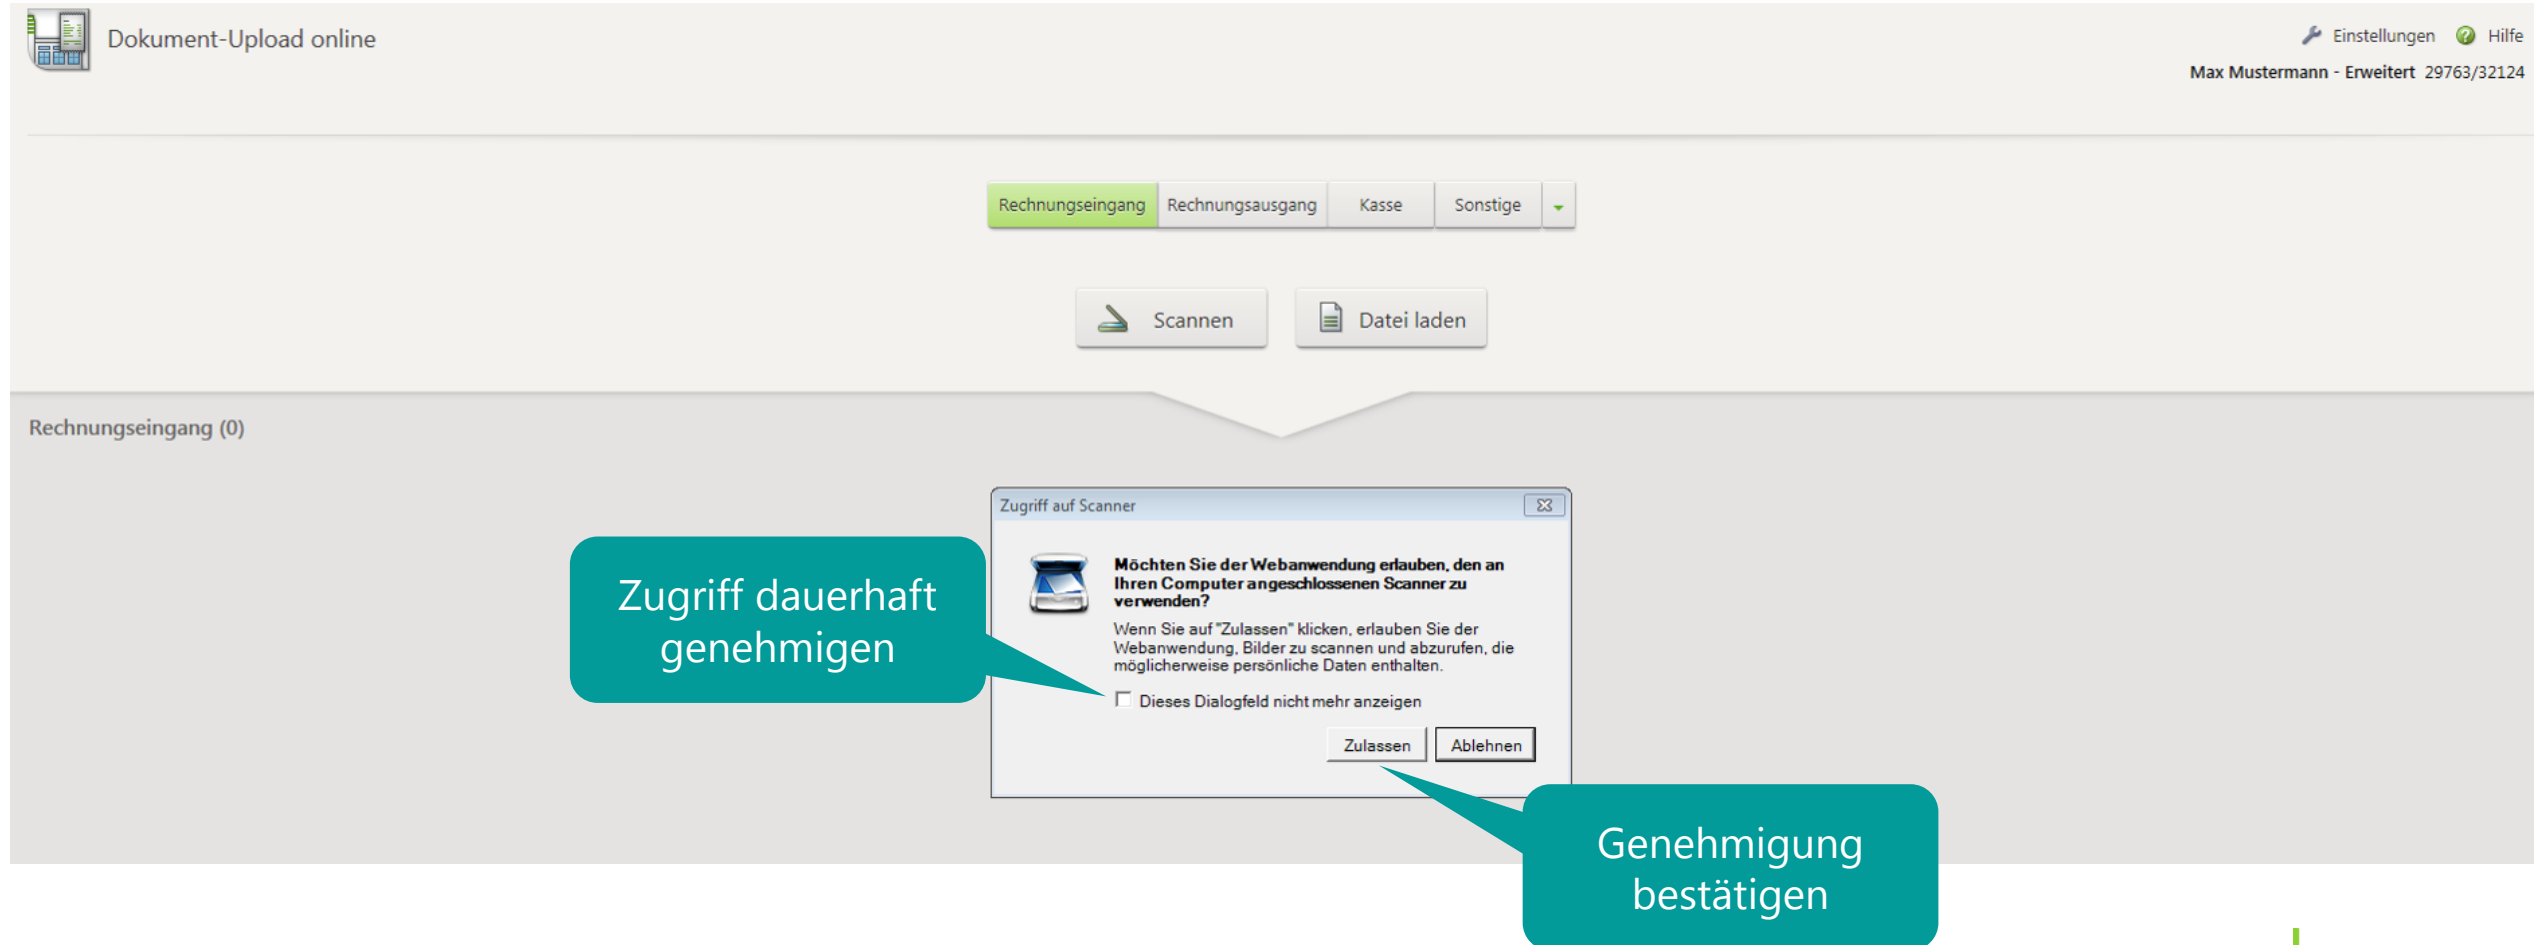 Dokument-Upload online
Einstellungen Hilfe
Max Mustermann - Erweitert 29763/32124
Rechnungseingang Rechnungsausgang Kasse Sonstige
Scannen Datei laden
Rechnungseingang (0)
Zugriff auf Scanner
Möchten Sie der Webanwendung erlauben, den an
Ihren Computer angeschlossenen Scanner zu
verwenden?
Wenn Sie auf "Zulassen" klicken, erlauben Sie der
Webanwendung, Bilder zu scannen und abzurufen, die
möglicherweise persönliche Daten enthalten.
Dieses Dialogfeld nicht mehr anzeigen
Zulassen Ablehnen
Zugriff dauerhaft
genehmigen
Genehmigung
bestätigen